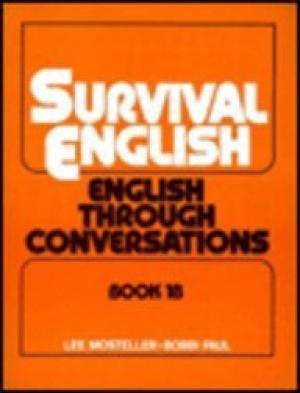 SURVIVAL
ENGLISH
ENGLISH
THROUGH
CONVERSATIONS
BOOK 1B
LEE MOSTELLER-BOBBI PAUL